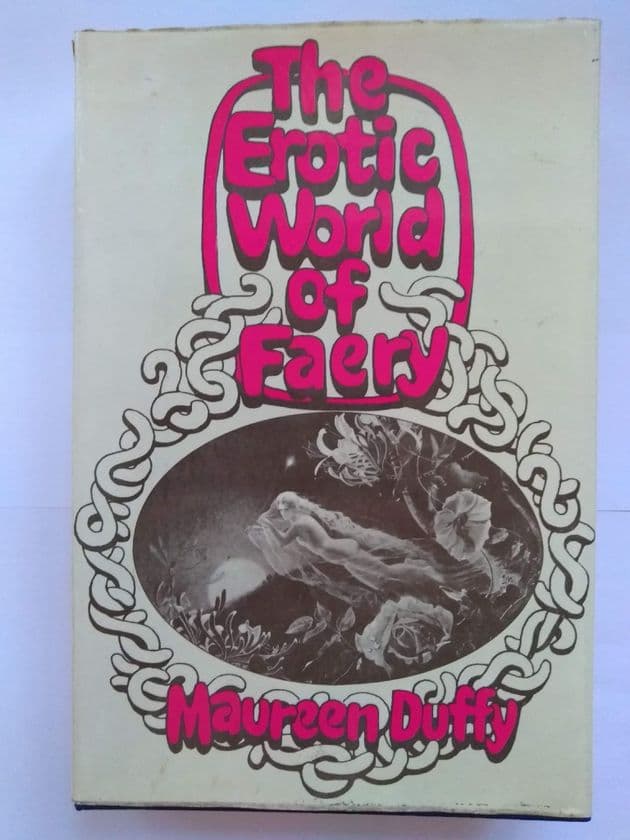 The
Erotic
World
of
Faery
Maureen Duffy